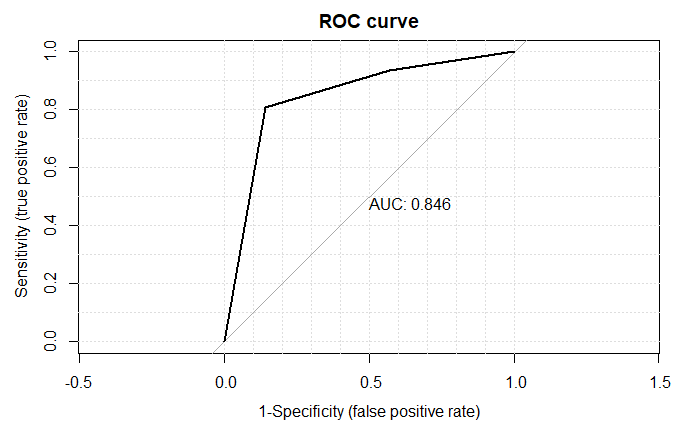 ROC curve
Sensitivity (true positive rate)
1.0
0.8
0.6
0.4
0.2
0.0
AUC: 0.846
-0.5 0.0 0.5 1.0 1.5
1-Specificity (false positive rate)